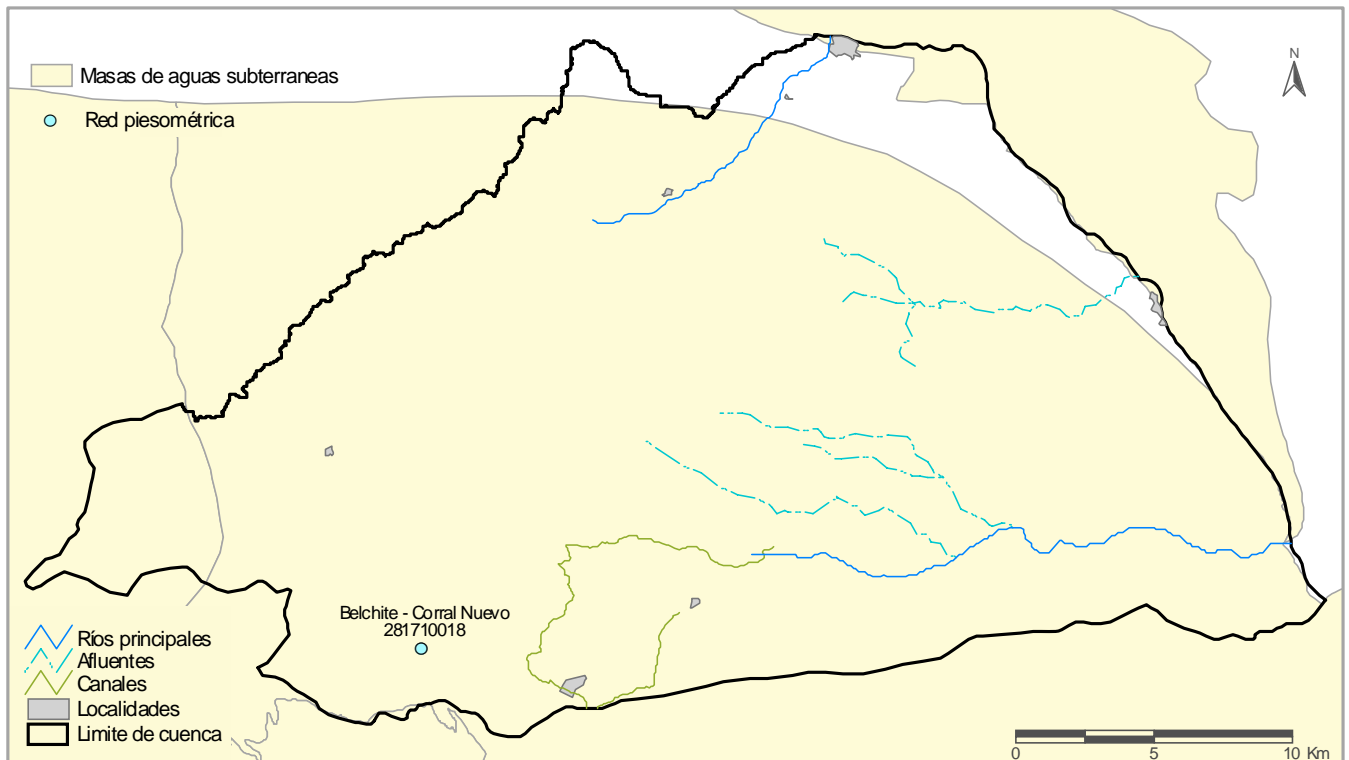 Masas de aguas subterraneas
Red piesométrica
N
Belchite - Corral Nuevo
281710018
Ríos principales
Afluentes
Canales
Localidades
Limite de cuenca
0 5 10 Km